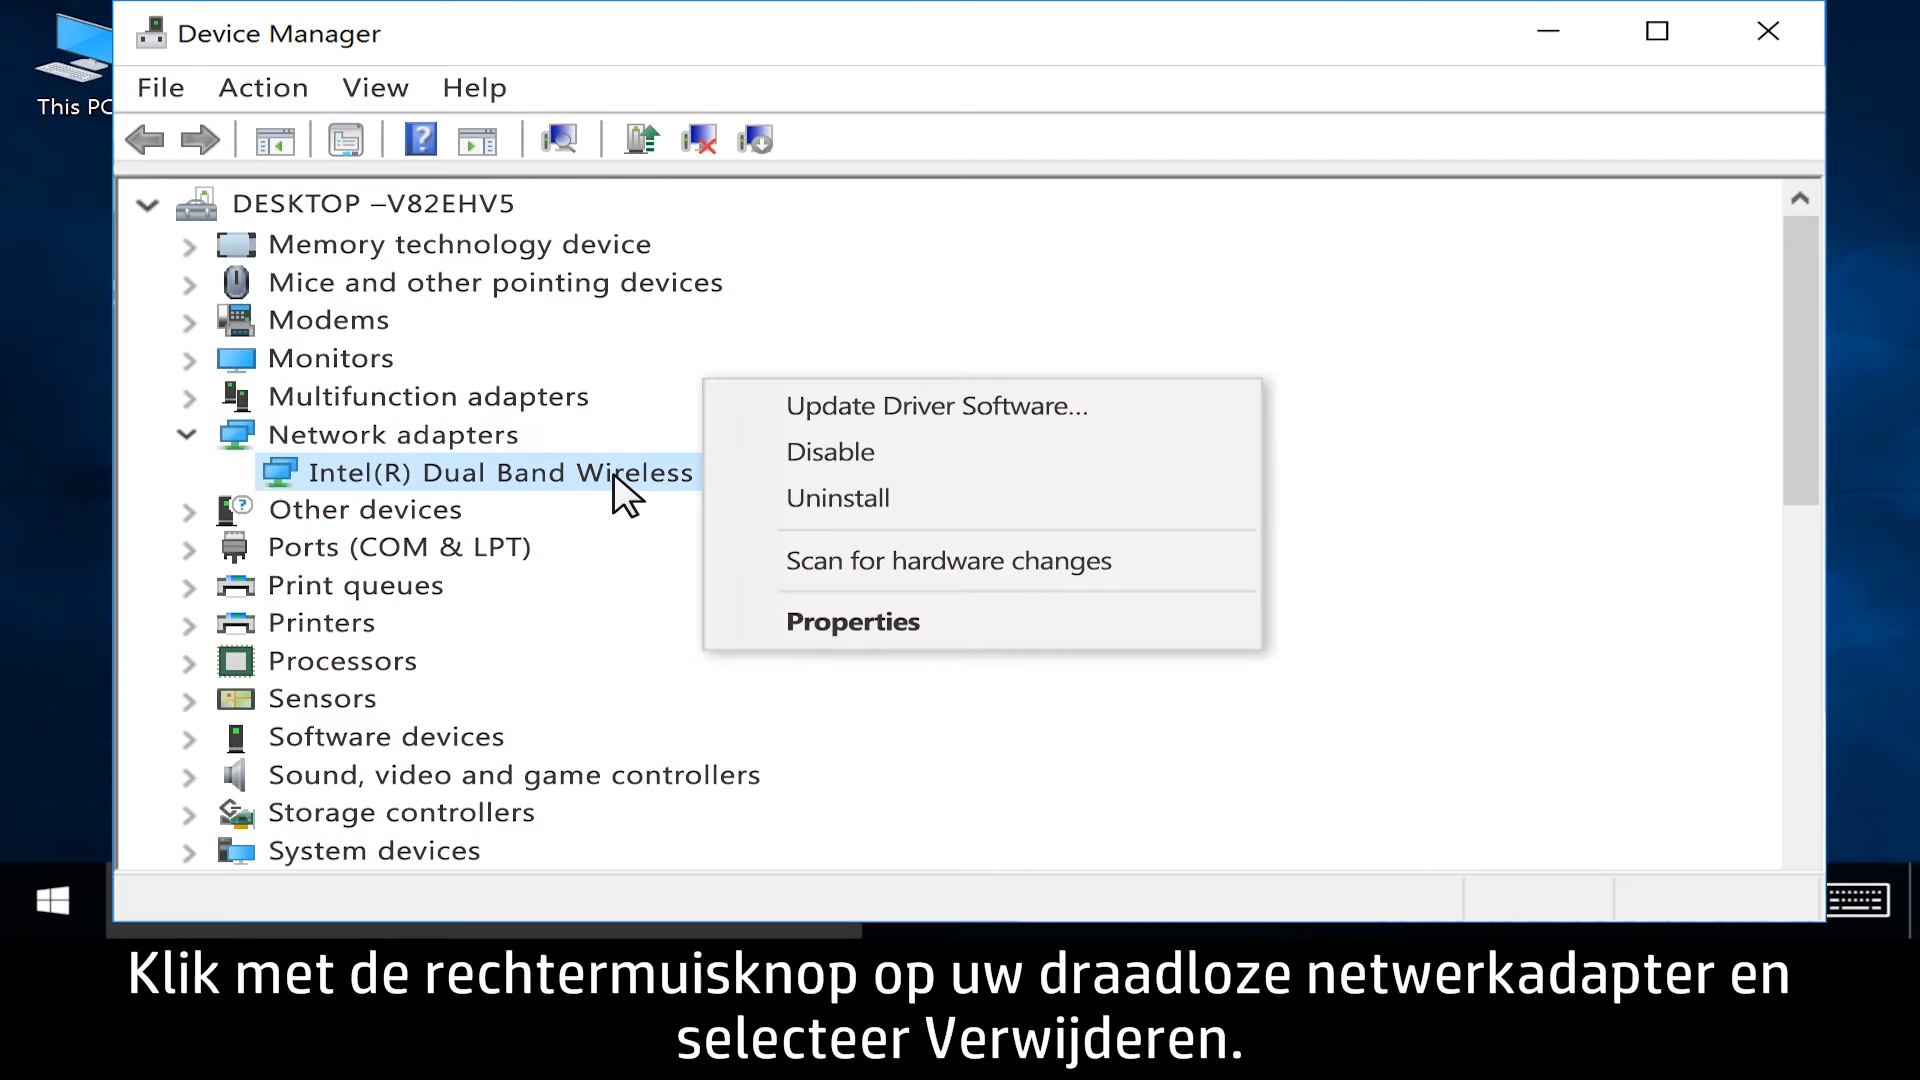 This PC
Device Manager
File Action View Help
DESKTOP –V82EHV5
Memory technology device
Mice and other pointing devices
Modems
Monitors
Multifunction adapters
Network adapters
Intel(R) Dual Band Wireless
Other devices
Ports (COM & LPT)
Print queues
Printers
Processors
Sensors
Software devices
Sound, video and game controllers
Storage controllers
System devices
Update Driver Software...
Disable
Uninstall
Scan for hardware changes
Properties
Klik met de rechtermuisknop op uw draadloze netwerkadapter en
selecteer Verwijderen.